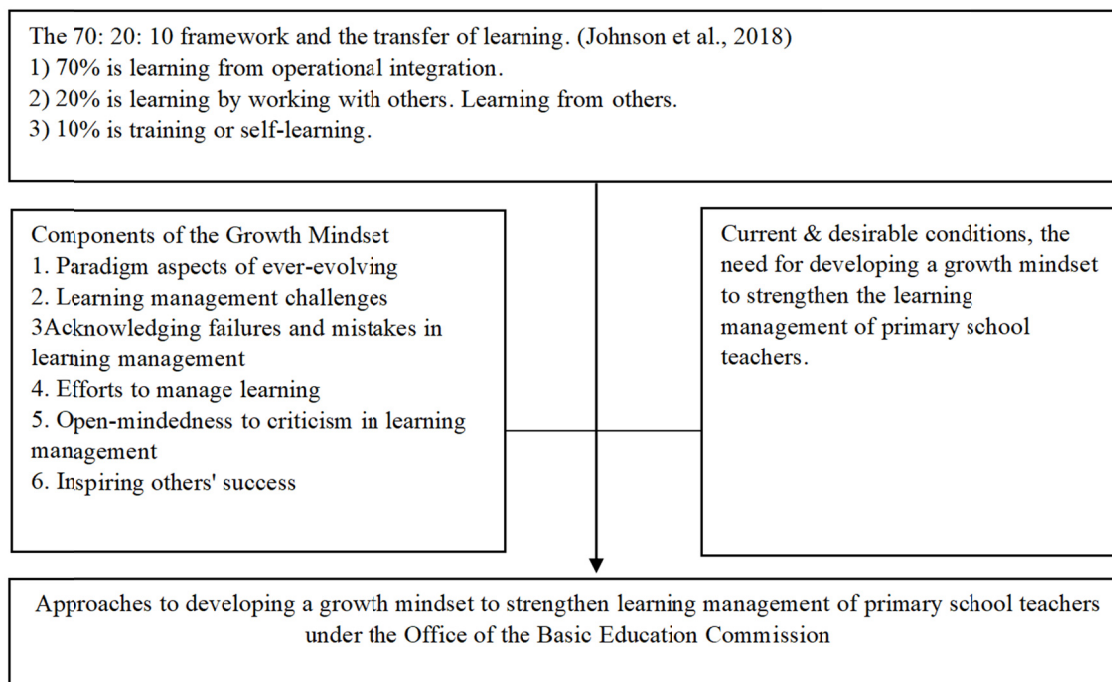 The 70: 20: 10 framework and the transfer of learning. (Johnson et al., 2018)
1) 70% is learning from operational integration.
2) 20% is learning by working with others. Learning from others.
3) 10% is training or self-learning.
Components of the Growth Mindset
1. Paradigm aspects of ever-evolving
2. Learning management challenges
3Acknowledging failures and mistakes in
learning management
4. Efforts to manage learning
5. Open-mindedness to criticism in learning
management
6. Inspiring others' success
Current & desirable conditions, the
need for developing a growth mindset
to strengthen the learning
management of primary school
teachers.
Approaches to developing a growth mindset to strengthen learning management of primary school teachers
under the Office of the Basic Education Commission